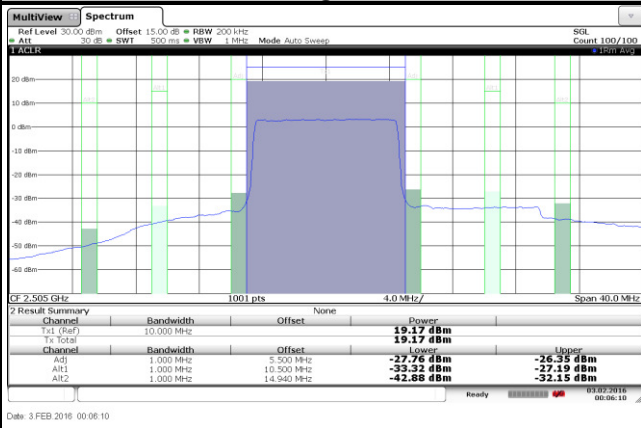 MultiView Spectrum
Ref Level 30.00 dBm Offset 15.00 dB RBW 200 kHz SGL
Att 30 dB SWT 500 ms VBW 1 MHz Mode Auto Sweep Count 100/100
1 ACLR 1Rm Avg
20 dBm
10 dBm
0 dBm
-10 dBm
-20 dBm
-30 dBm
-40 dBm
-50 dBm
-60 dBm
CF 2.505 GHz 1001 pts 4.0 MHz/ Span 40.0 MHz
2 Result Summary None
Channel Bandwidth Offset Power
Tx1 (Ref) 10.000 MHz 19.17 dBm
Tx Total 19.17 dBm
Channel Bandwidth Offset Lower Upper
Adj 1.000 MHz 5.500 MHz -27.76 dBm -26.35 dBm
Alt1 1.000 MHz 10.500 MHz -33.32 dBm -27.19 dBm
Alt2 1.000 MHz 14.940 MHz -42.88 dBm -32.15 dBm
Ready 03.02.2016
00:06:10
Date: 3.FEB.2016 00:06:10